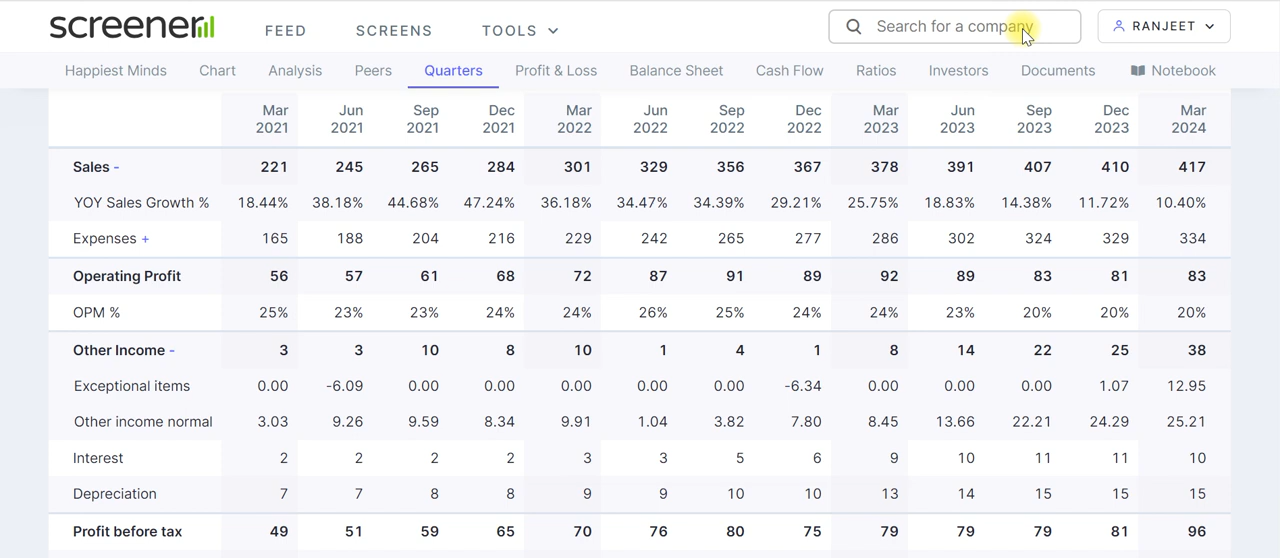 screener FEED SCREENS TOOLS Search for a company RANJEET
Happiest Minds Chart Analysis Peers Quarters Profit & Loss Balance Sheet Cash Flow Ratios Investors Documents Notebook
Mar Jun Sep Dec Mar Jun Sep Dec Mar Jun Sep Dec Mar
2021 2021 2021 2021 2022 2022 2022 2022 2023 2023 2023 2023 2024
Sales - 221 245 265 284 301 329 356 367 378 391 407 410 417
YOY Sales Growth % 18.44% 38.18% 44.68% 47.24% 36.18% 34.47% 34.39% 29.21% 25.75% 18.83% 14.38% 11.72% 10.40%
Expenses + 165 188 204 216 229 242 265 277 286 302 324 329 334
Operating Profit 56 57 61 68 72 87 91 89 92 89 83 81 83
OPM % 25% 23% 23% 24% 24% 26% 25% 24% 24% 23% 20% 20% 20%
Other Income - 3 3 10 8 10 1 4 1 8 14 22 25 38
Exceptional items 0.00 -6.09 0.00 0.00 0.00 0.00 0.00 -6.34 0.00 0.00 0.00 1.07 12.95
Other income normal 3.03 9.26 9.59 8.34 9.91 1.04 3.82 7.80 8.45 13.66 22.21 24.29 25.21
Interest 2 2 2 2 3 3 5 6 9 10 11 11 10
Depreciation 7 7 8 8 9 9 10 10 13 14 15 15 15
Profit before tax 49 51 59 65 70 76 80 75 79 79 79 81 96